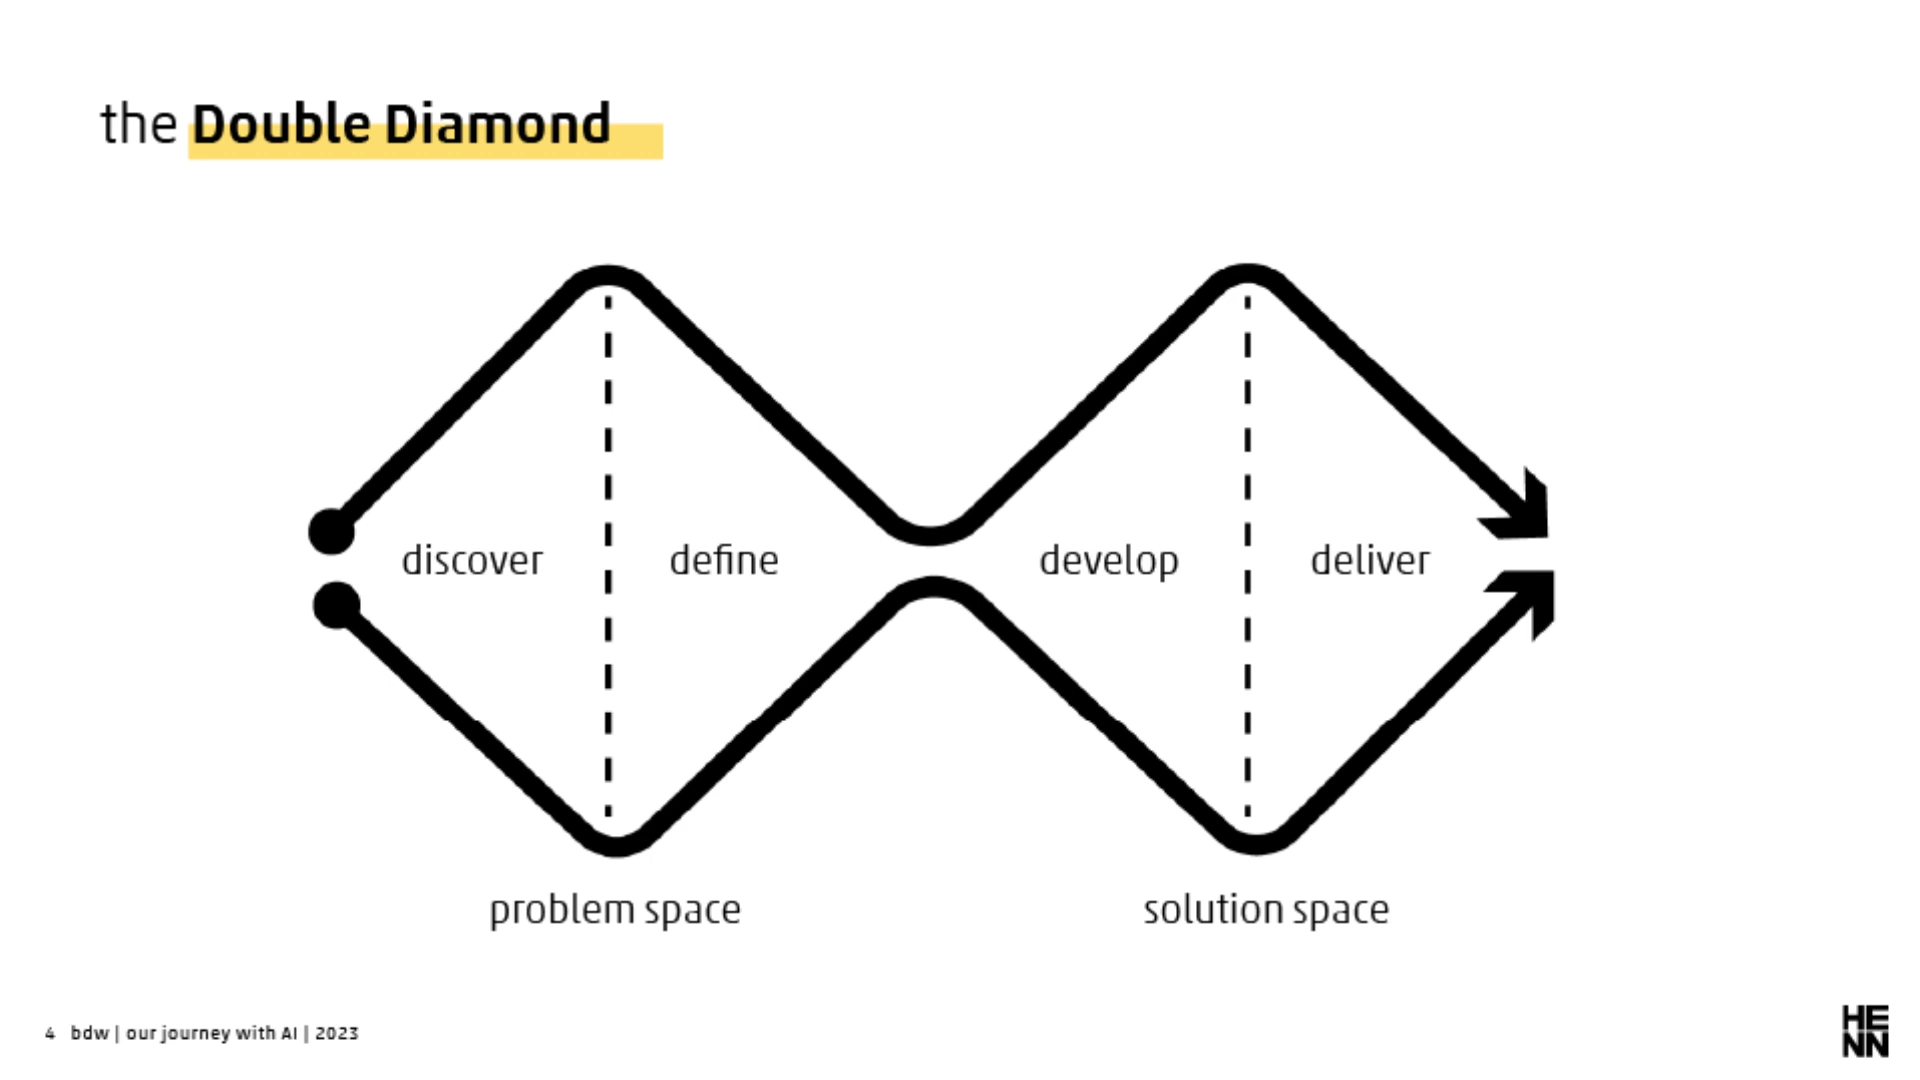 the Double Diamond
discover
define
develop
deliver
problem space
solution space
4 bdw | our journey with AI | 2023
HE
NN